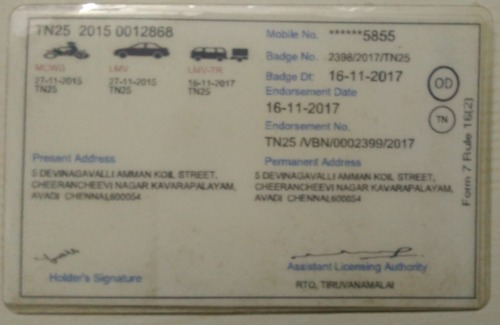 TN25 2015 0012868
Mobile No. ******5855
Badge No. 2398/2017/TN25
MCWG LMV LMV-TR
Badge Dt: 16-11-2017
27-11-2015 27-11-2015 16-11-2017
TN25 TN25 TN25
Endorsement Date
16-11-2017
OD
TN
Endorsement No.
TN25 /VBN/0002399/2017
Form 7 Rule 16(2)
Present Address
5 DEVINAGAVALLI AMMAN KOIL STREET,
CHEERANCHEEVI NAGAR KAVARAPALAYAM,
AVADI CHENNAI,600054
Permanent Address
5 DEVINAGAVALLI AMMAN KOIL STREET,
CHEERANCHEEVI NAGAR KAVARAPALAYAM,
AVADI CHENNAI,600054
Holder's Signature
Assistant Licensing Authority
RTO, TIRUVANAMALAI